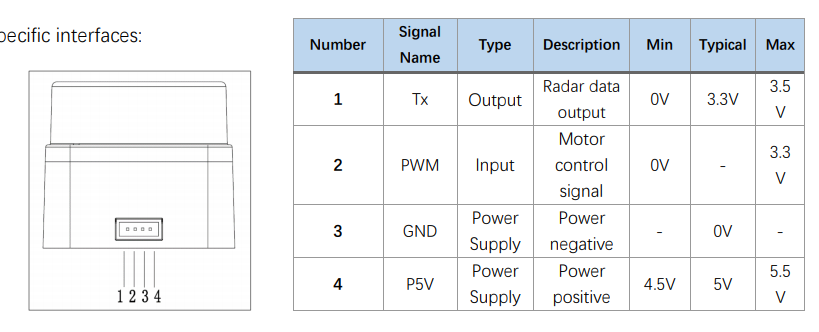 pecific interfaces:
1 2 3 4
Number Signal Name Type Description Min Typical Max
1 Tx Output Radar data output 0V 3.3V 3.5 V
2 PWM Input Motor control signal 0V - 3.3 V
3 GND Power Supply Power negative - 0V -
4 P5V Power Supply Power positive 4.5V 5V 5.5 V